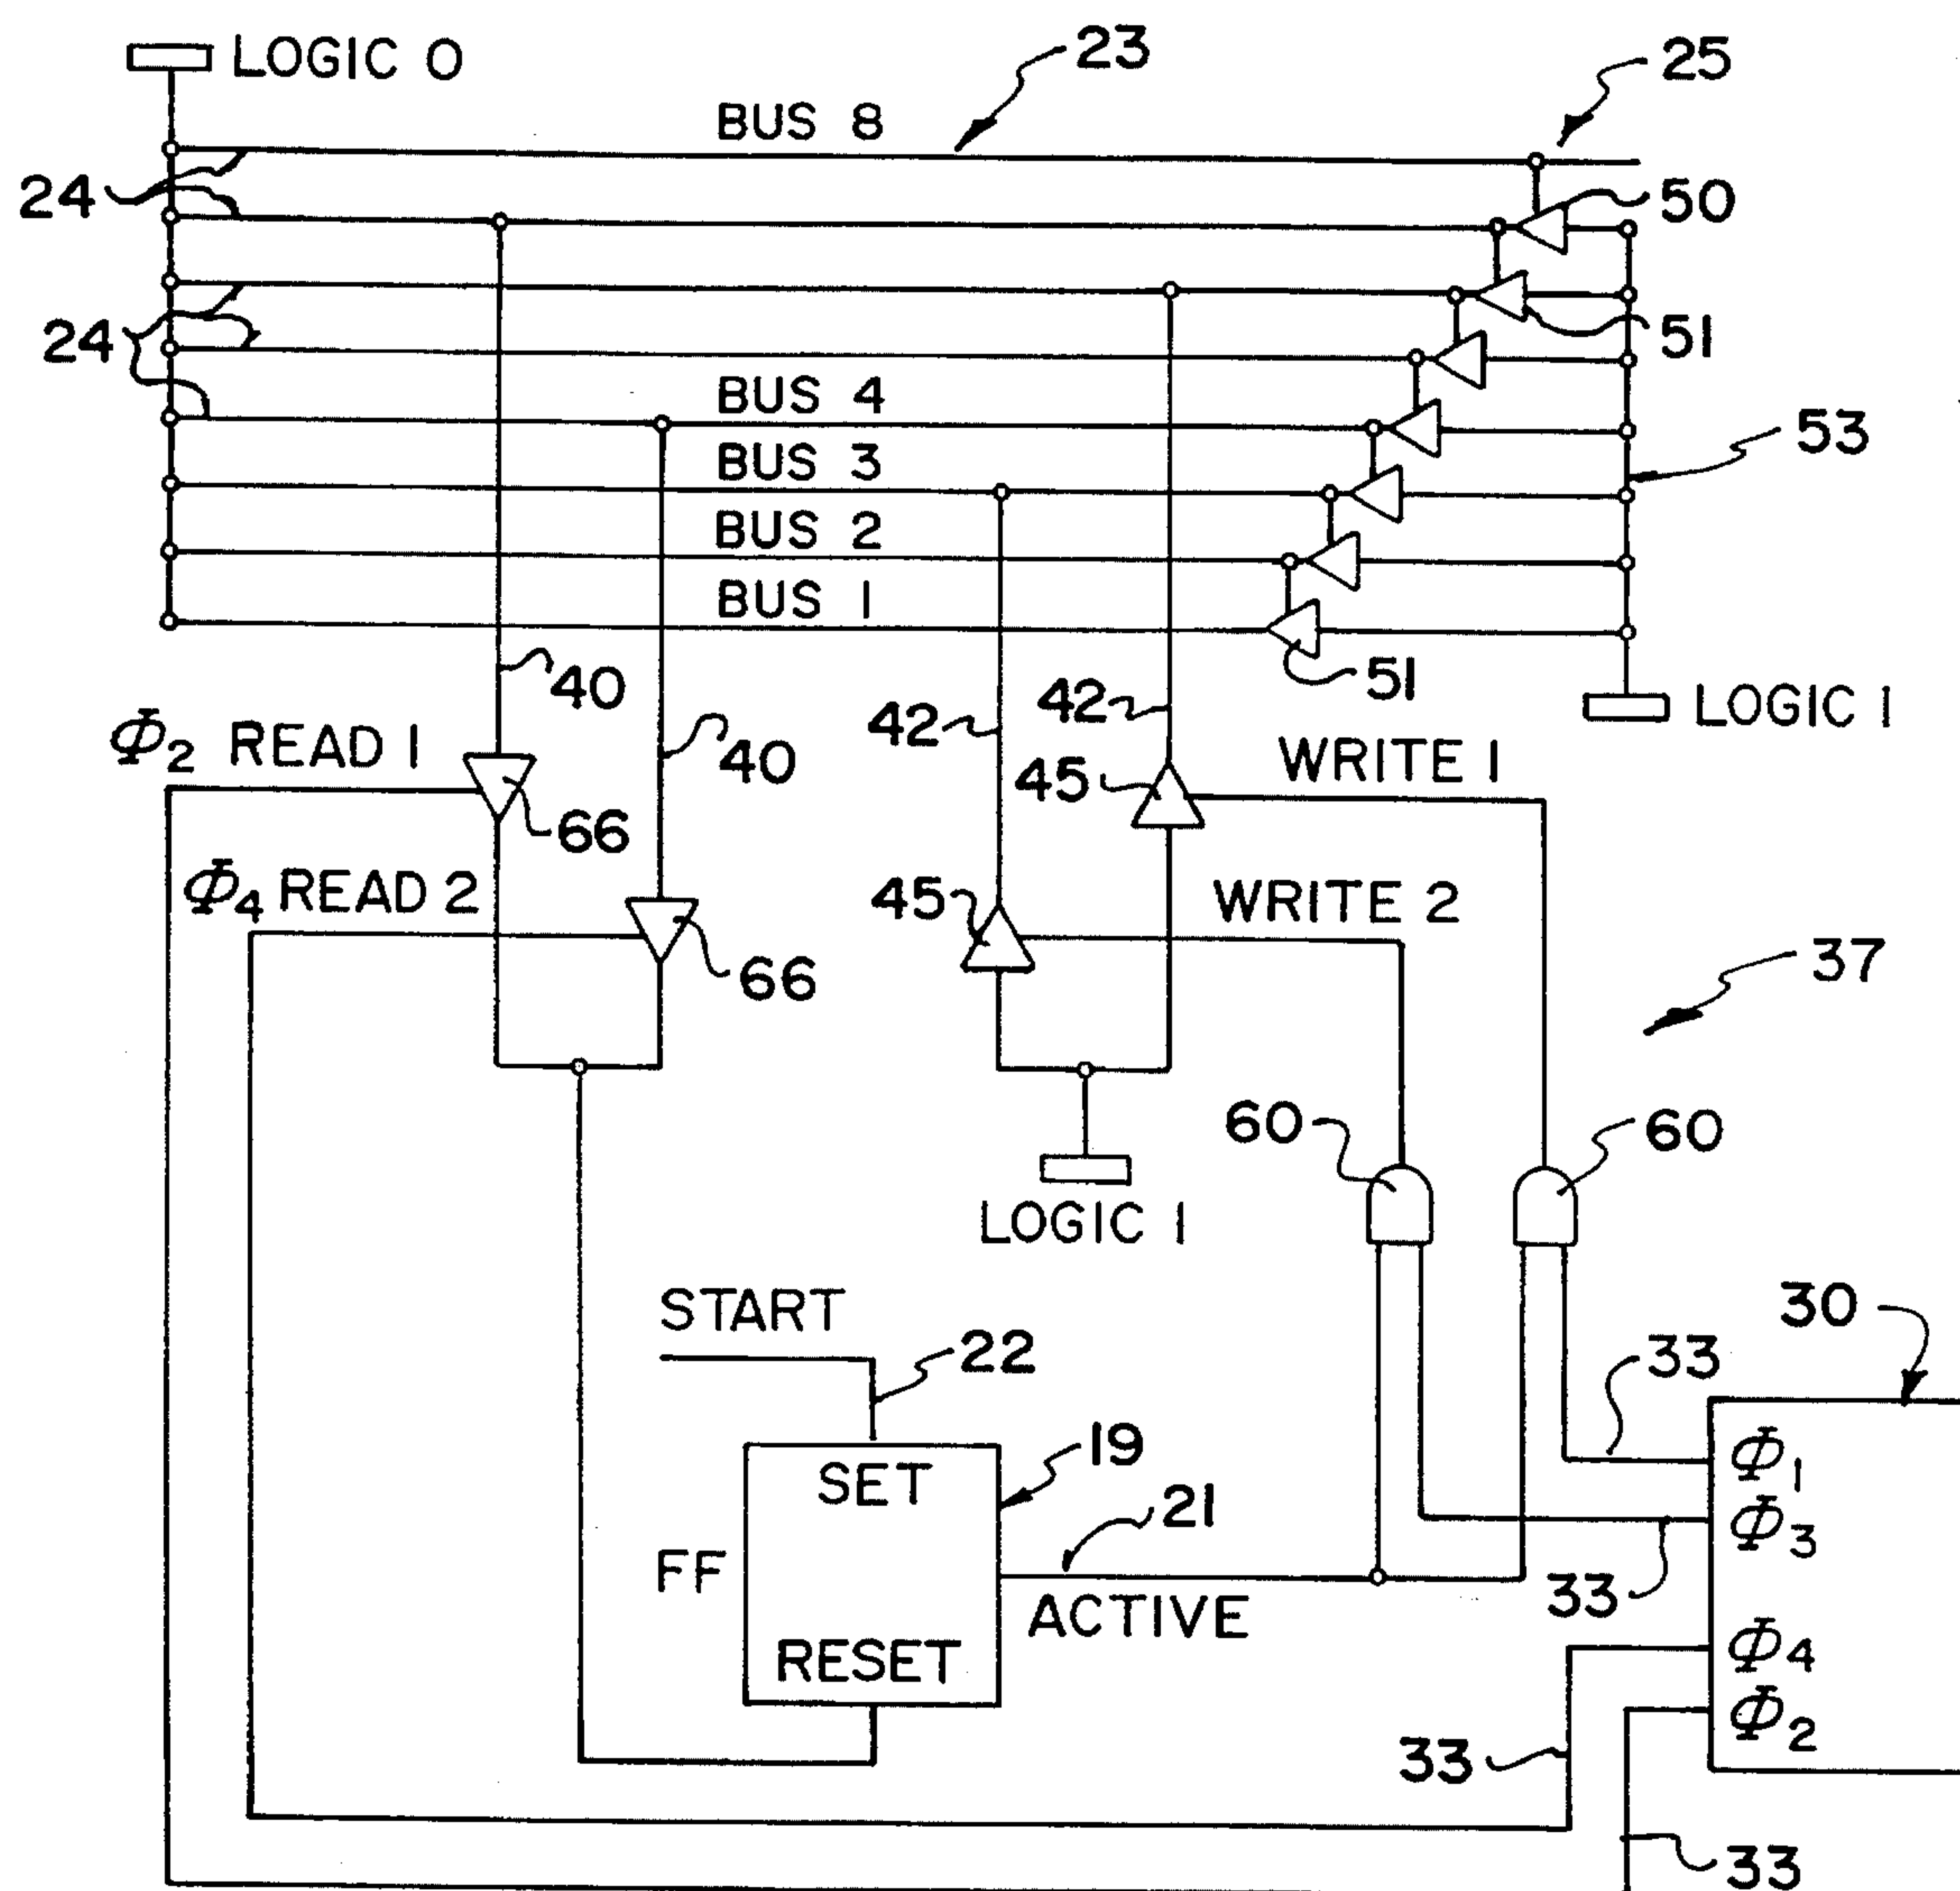 LOGIC 0
23
25
BUS 8
24
50
24
51
BUS 4
53
BUS 3
BUS 2
BUS 1
40
51
42
42
LOGIC 1
Φ2 READ 1
40
45
WRITE 1
66
Φ4 READ 2
45
WRITE 2
66
37
60
60
LOGIC 1
START
30
22
33
19
Φ1
SET
21
Φ3
FF
33
ACTIVE
Φ4
RESET
Φ2
33
33